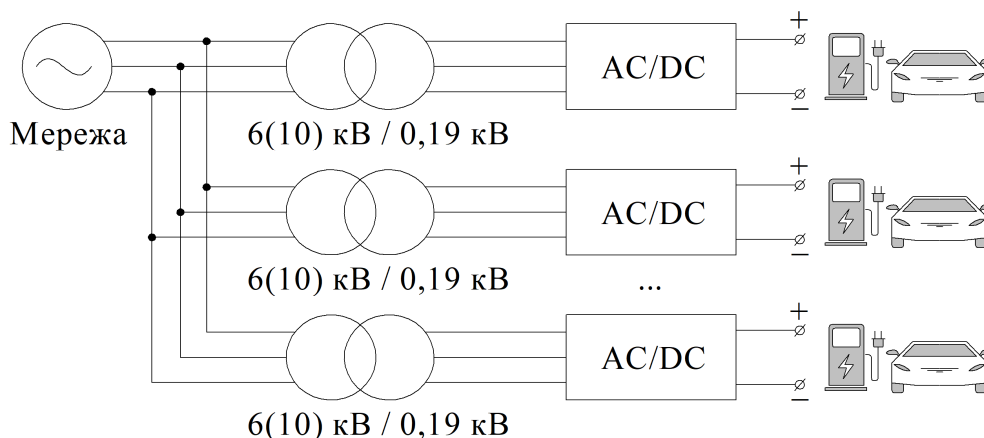 +
AC/DC
−
Мережа
6(10) кВ / 0,19 кВ
+
AC/DC
−
6(10) кВ / 0,19 кВ
...
+
AC/DC
−
6(10) кВ / 0,19 кВ